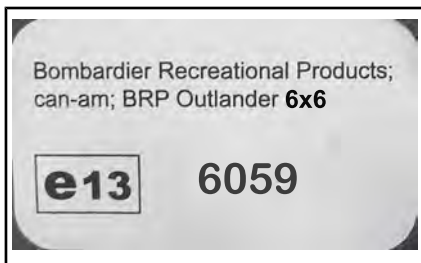 Bombardier Recreational Products;
can-am; BRP Outlander 6x6
e13 6059